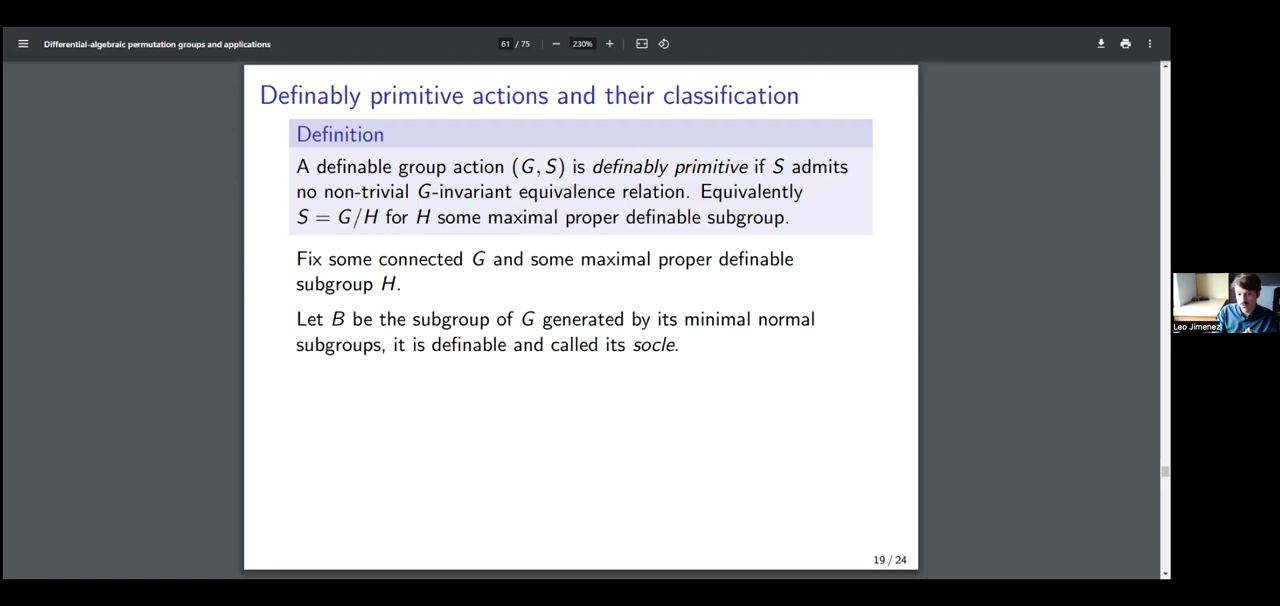 Differential-algebraic permutation groups and applications
61 / 75
230%
Definably primitive actions and their classification
Definition
A definable group action (G, S) is definably primitive if S admits
no non-trivial G-invariant equivalence relation. Equivalently
S = G/H for H some maximal proper definable subgroup.
Fix some connected G and some maximal proper definable
subgroup H.
Let B be the subgroup of G generated by its minimal normal
subgroups, it is definable and called its socle.
19 / 24
Leo Jimenez